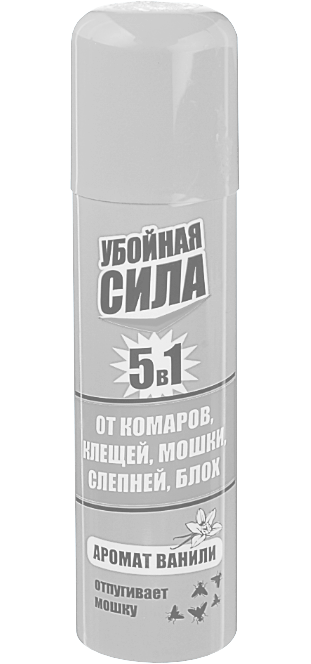 УБОЙНАЯ
СИЛА
5в1
ОТ КОМАРОВ,
КЛЕЩЕЙ, МОШКИ,
СЛЕПНЕЙ, БЛОХ
АРОМАТ ВАНИЛИ
отпугивает
мошку